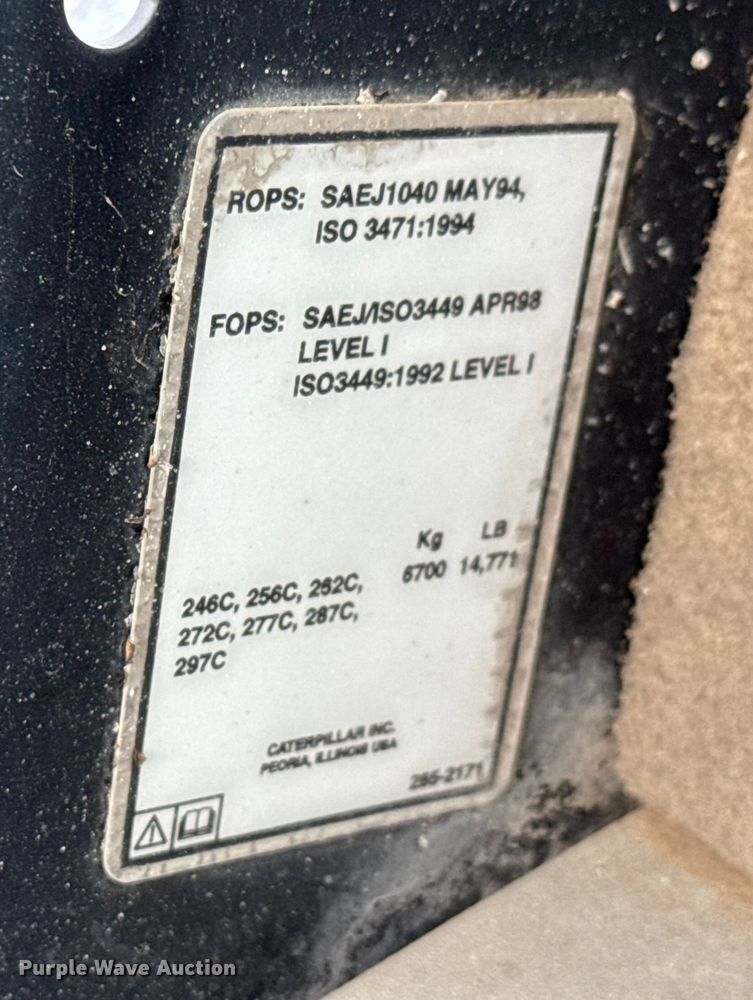 ROPS: SAEJ1040 MAY94,
ISO 3471:1994
FOPS: SAEJ/ISO3449 APR98
LEVEL I
ISO3449:1992 LEVEL I
Kg LB
6700 14,771
246C, 256C, 262C,
272C, 277C, 287C,
297C
CATERPILLAR INC.
PEORIA, ILLINOIS USA
285-2171
Purple Wave Auction